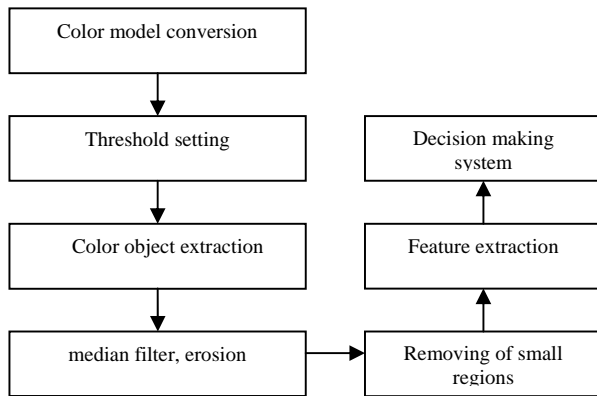 Color model conversion
Threshold setting
Color object extraction
median filter, erosion
Removing of small
regions
Feature extraction
Decision making
system